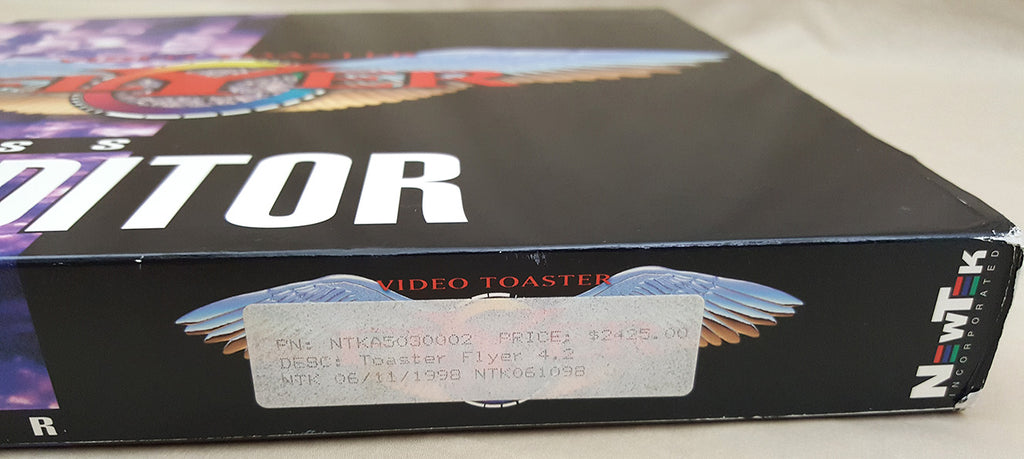 SS
DITOR
VIDEO TOASTER
PN: NTKA5030002 PRICE; $2425.00
DESC: Toaster Flyer 4.2
NTK 06/11/1998 NTK061098
NEWTEK
INCORPORATED
R